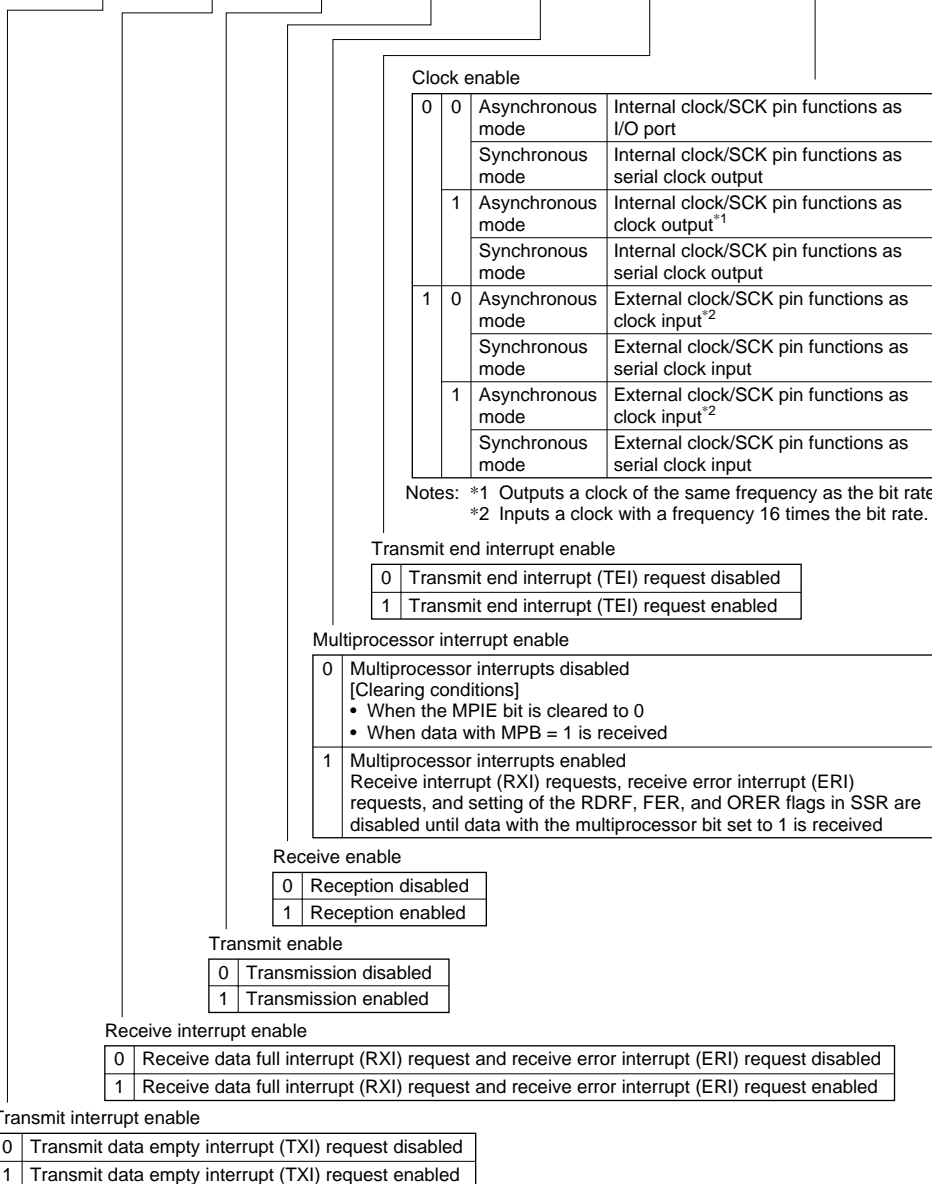 Clock enable
0 0 Asynchronous mode Internal clock/SCK pin functions as I/O port
Synchronous mode Internal clock/SCK pin functions as serial clock output
1 Asynchronous mode Internal clock/SCK pin functions as clock output*1
Synchronous mode Internal clock/SCK pin functions as serial clock output
1 0 Asynchronous mode External clock/SCK pin functions as clock input*2
Synchronous mode External clock/SCK pin functions as serial clock input
1 Asynchronous mode External clock/SCK pin functions as clock input*2
Synchronous mode External clock/SCK pin functions as serial clock input
Notes: *1 Outputs a clock of the same frequency as the bit rate
*2 Inputs a clock with a frequency 16 times the bit rate.
Transmit end interrupt enable
0 Transmit end interrupt (TEI) request disabled
1 Transmit end interrupt (TEI) request enabled
Multiprocessor interrupt enable
0 Multiprocessor interrupts disabled
[Clearing conditions]
• When the MPIE bit is cleared to 0
• When data with MPB = 1 is received
1 Multiprocessor interrupts enabled
Receive interrupt (RXI) requests, receive error interrupt (ERI)
requests, and setting of the RDRF, FER, and ORER flags in SSR are
disabled until data with the multiprocessor bit set to 1 is received
Receive enable
0 Reception disabled
1 Reception enabled
Transmit enable
0 Transmission disabled
1 Transmission enabled
Receive interrupt enable
0 Receive data full interrupt (RXI) request and receive error interrupt (ERI) request disabled
1 Receive data full interrupt (RXI) request and receive error interrupt (ERI) request enabled
Transmit interrupt enable
0 Transmit data empty interrupt (TXI) request disabled
1 Transmit data empty interrupt (TXI) request enabled